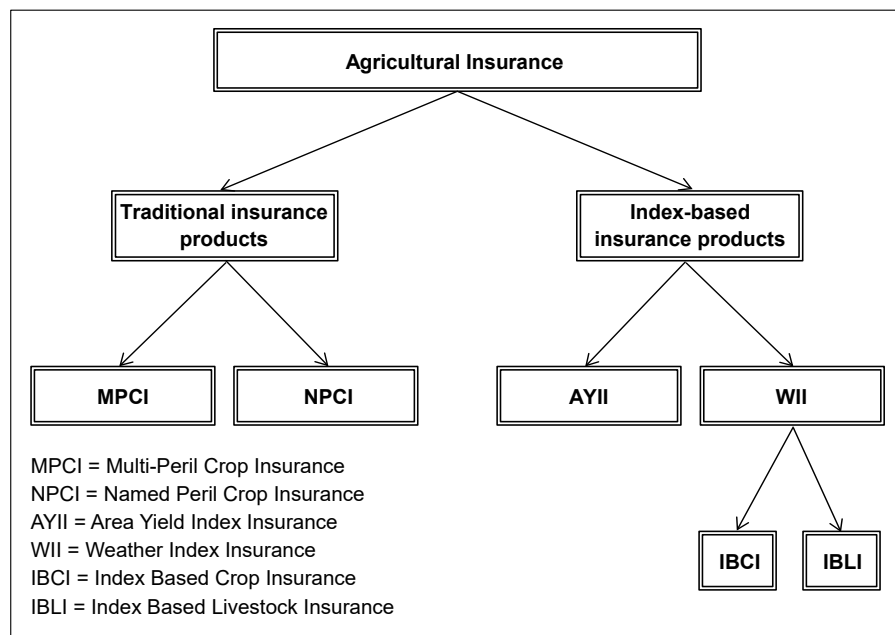 Agricultural Insurance
Traditional insurance
products
Index-based
insurance products
MPCI
NPCI
AYII
WII
MPCI = Multi-Peril Crop Insurance
NPCI = Named Peril Crop Insurance
AYII = Area Yield Index Insurance
WII = Weather Index Insurance
IBCI = Index Based Crop Insurance
IBLI = Index Based Livestock Insurance
IBCI
IBLI